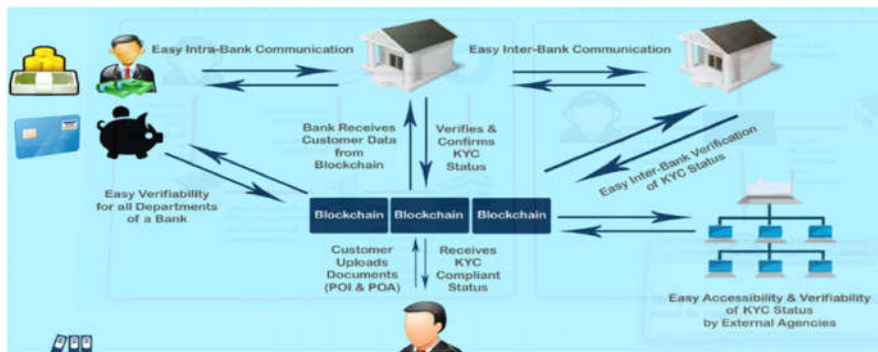 Easy Intra-Bank Communication
Easy Inter-Bank Communication
Bank Receives
Customer Data
from
Blockchain
Verifies &
Confirms
KYC
Status
Easy Inter-Bank Verification
of KYC Status
Easy Verifiability
for all Departments
of a Bank
Blockchain
Blockchain
Blockchain
Customer
Uploads
Documents
(POI & POA)
Receives
KYC
Compliant
Status
Easy Accessibility & Verifiability
of KYC Status
by External Agencies